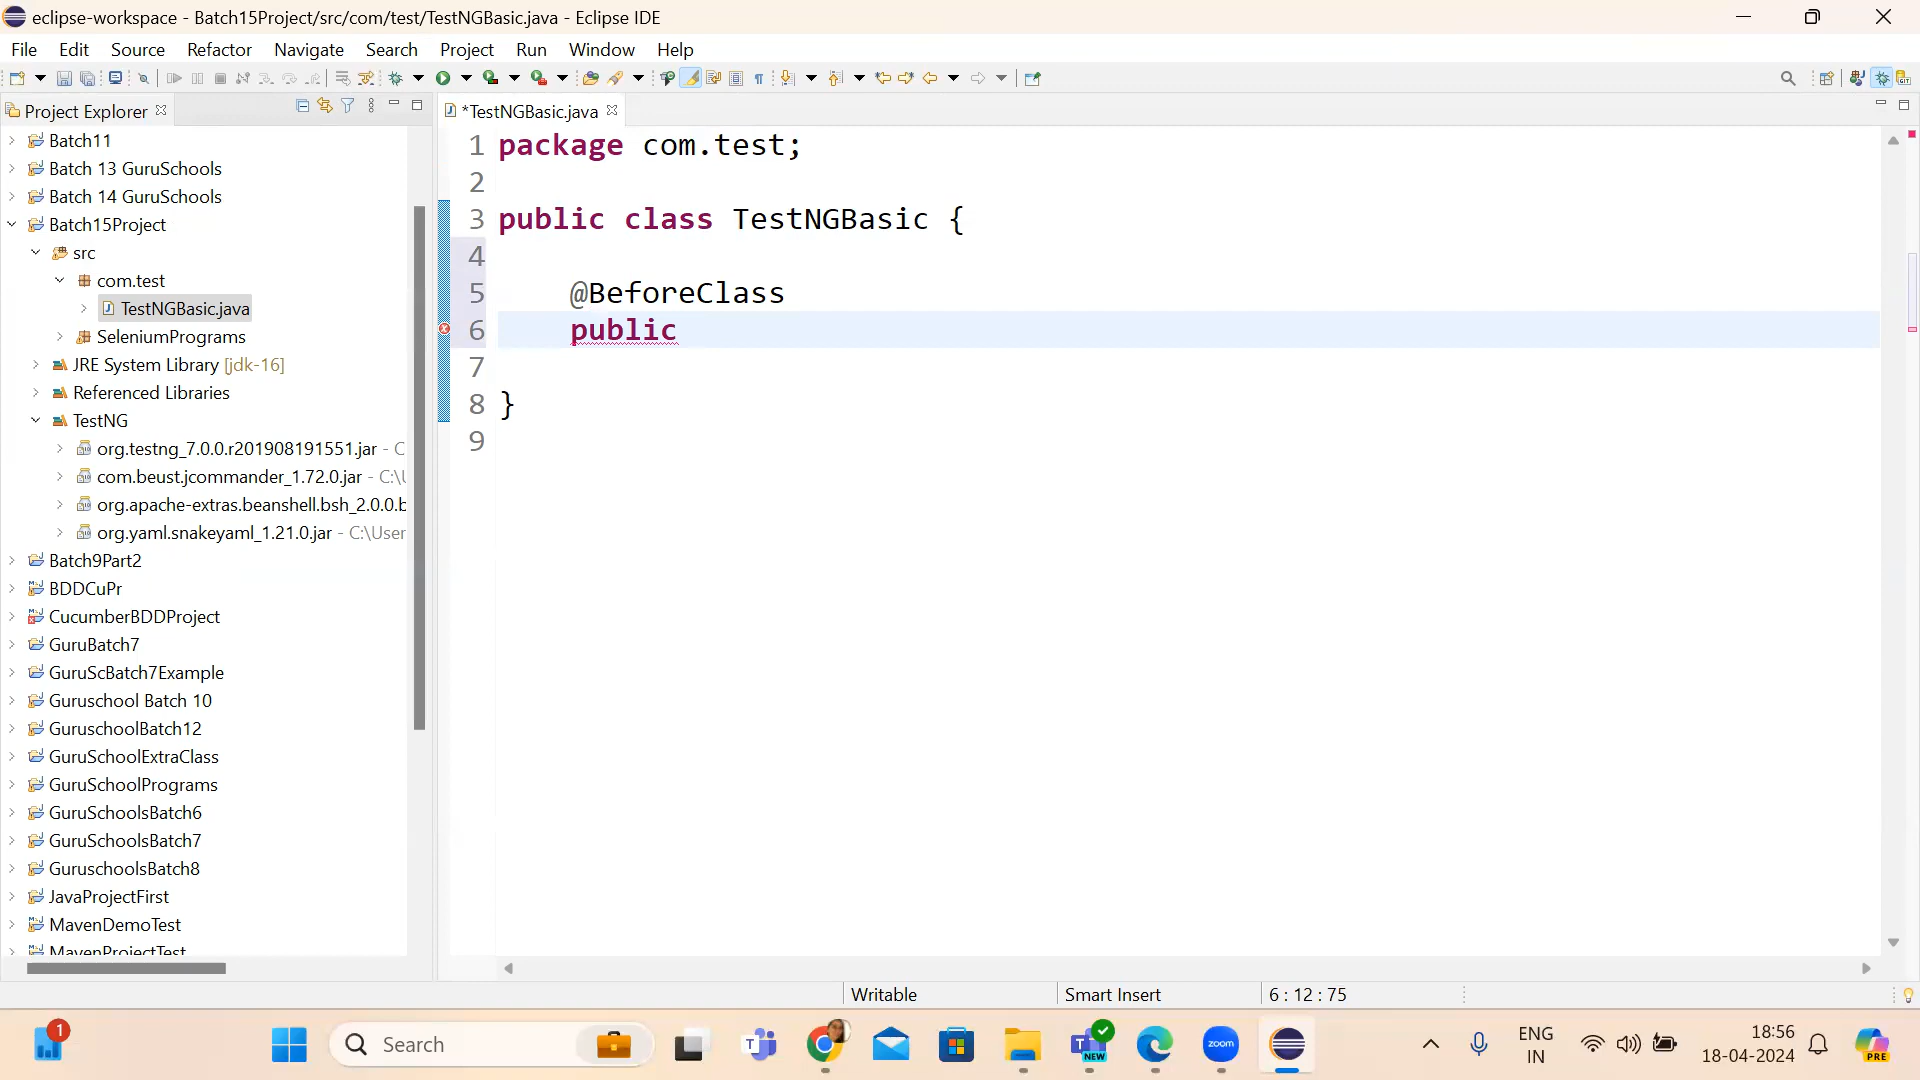 eclipse-workspace - Batch15Project/src/com/test/TestNGBasic.java - Eclipse IDE
File Edit Source Refactor Navigate Search Project Run Window Help
Project Explorer
*TestNGBasic.java
Batch11
Batch 13 GuruSchools
Batch 14 GuruSchools
Batch15Project
src
com.test
TestNGBasic.java
SeleniumPrograms
JRE System Library [jdk-16]
Referenced Libraries
TestNG
org.testng_7.0.0.r201908191551.jar - C
com.beust.jcommander_1.72.0.jar - C:\U
org.apache-extras.beanshell.bsh_2.0.0.b
org.yaml.snakeyaml_1.21.0.jar - C:\User
Batch9Part2
BDDCuPr
CucumberBDDProject
GuruBatch7
GuruScBatch7Example
Guruschool Batch 10
GuruschoolBatch12
GuruSchoolExtraClass
GuruSchoolPrograms
GuruSchoolsBatch6
GuruSchoolsBatch7
GuruschoolsBatch8
JavaProjectFirst
MavenDemoTest
MavenProjectTest
1 package com.test;
2
3 public class TestNGBasic {
4
5 @BeforeClass
6 public
7
8 }
9
Writable Smart Insert 6 : 12 : 75
1
Search
NEW
zoom
ENG
IN
18:56
18-04-2024
PRE